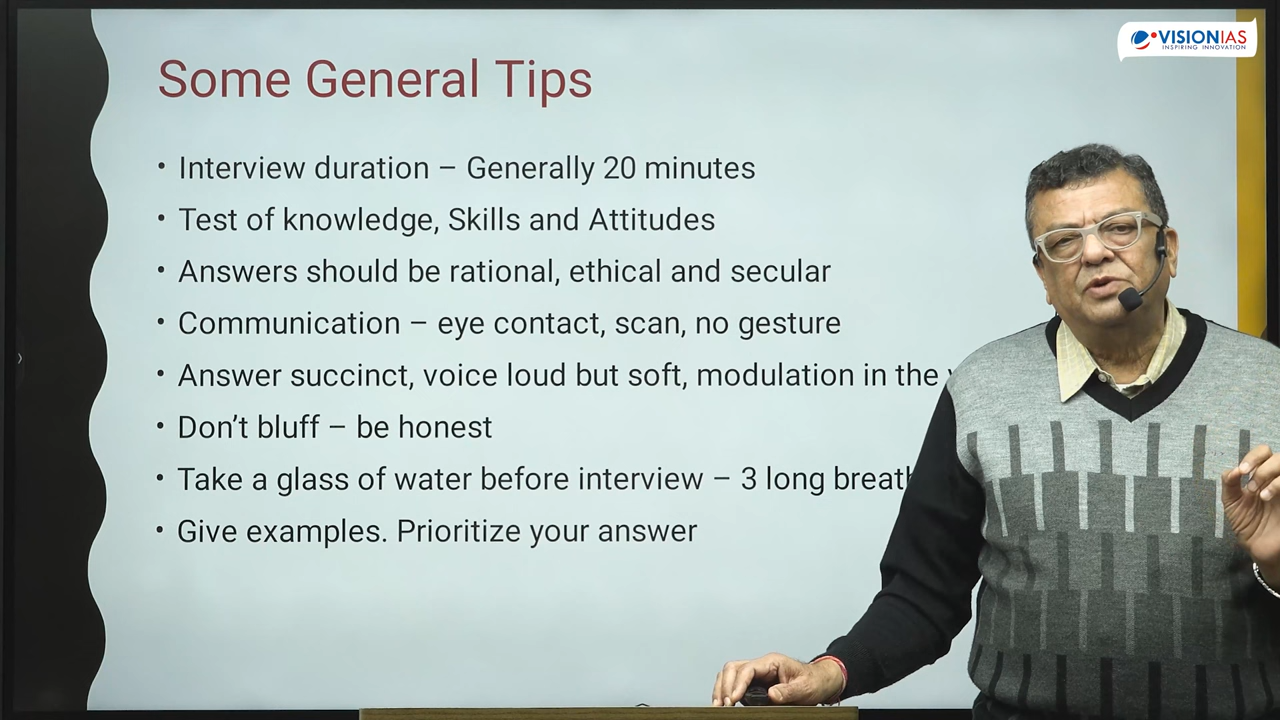 VISIONIAS
INSPIRING INNOVATION
Some General Tips
• Interview duration – Generally 20 minutes
• Test of knowledge, Skills and Attitudes
• Answers should be rational, ethical and secular
• Communication – eye contact, scan, no gesture
• Answer succinct, voice loud but soft, modulation in the
• Don’t bluff – be honest
• Take a glass of water before interview – 3 long
• Give examples. Prioritize your answer